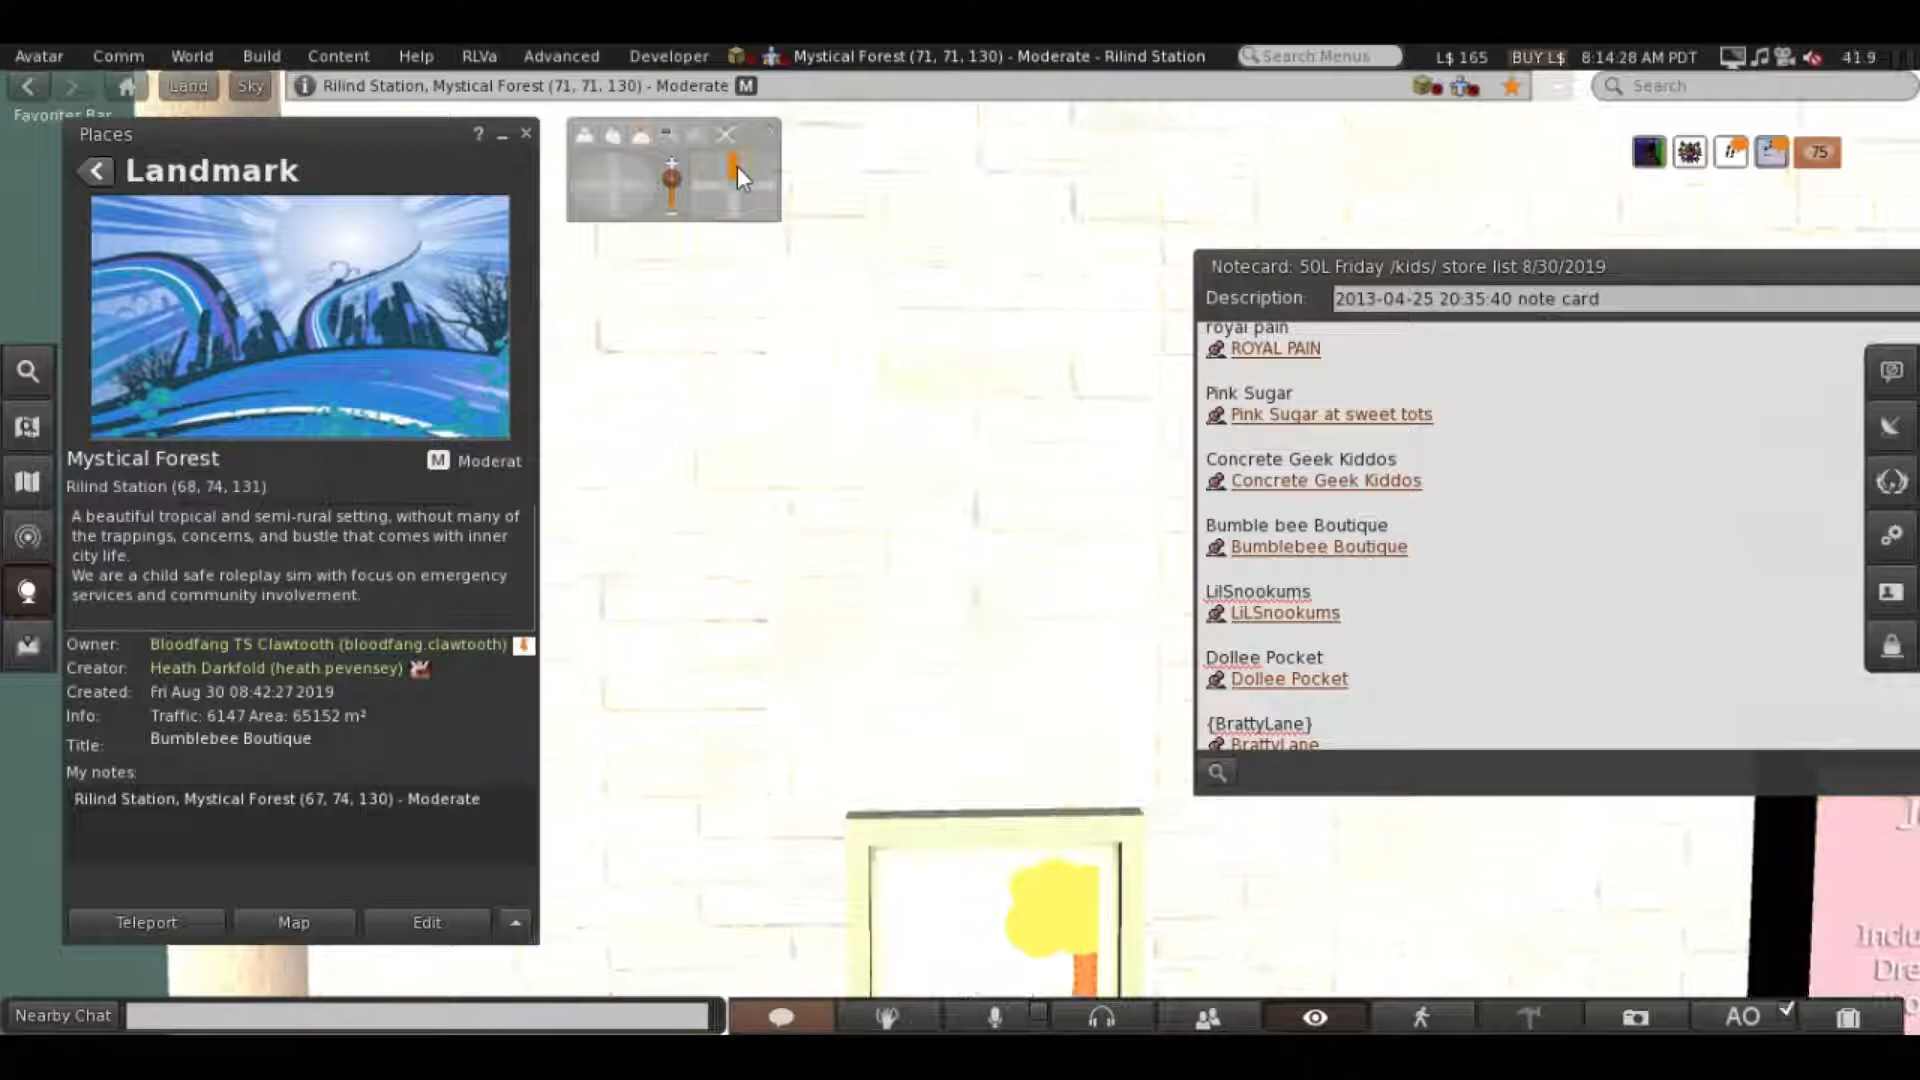 Avatar Comm World Build Content Help RLVa Advanced Developer Mystical Forest (71, 71, 130) - Moderate - Rilind Station Search Menus L$ 165 BUY L$ 8:14:28 AM PDT 41.9
Land Sky Rilind Station, Mystical Forest (71, 71, 130) - Moderate M Search
Favorites Bar
Places ?
Landmark
75
Mystical Forest M Moderat
Rilind Station (68, 74, 131)
A beautiful tropical and semi-rural setting, without many of
the trappings, concerns, and bustle that comes with inner
city life.
We are a child safe roleplay sim with focus on emergency
services and community involvement.
Owner: Bloodfang TS Clawtooth (bloodfang.clawtooth)
Creator: Heath Darkfold (heath.pevensey)
Created: Fri Aug 30 08:42:27 2019
Info: Traffic: 6147 Area: 65152 m²
Title: Bumblebee Boutique
My notes:
Rilind Station, Mystical Forest (67, 74, 130) - Moderate
Teleport Map Edit
Notecard: 50L Friday /kids/ store list 8/30/2019
Description: 2013-04-25 20:35:40 note card
royal pain
ROYAL PAIN
Pink Sugar
Pink Sugar at sweet tots
Concrete Geek Kiddos
Concrete Geek Kiddos
Bumble bee Boutique
Bumblebee Boutique
LilSnookums
LiLSnookums
Dollee Pocket
Dollee Pocket
{BrattyLane}
BrattyLane
Inclu
Dre
Nearby Chat AO